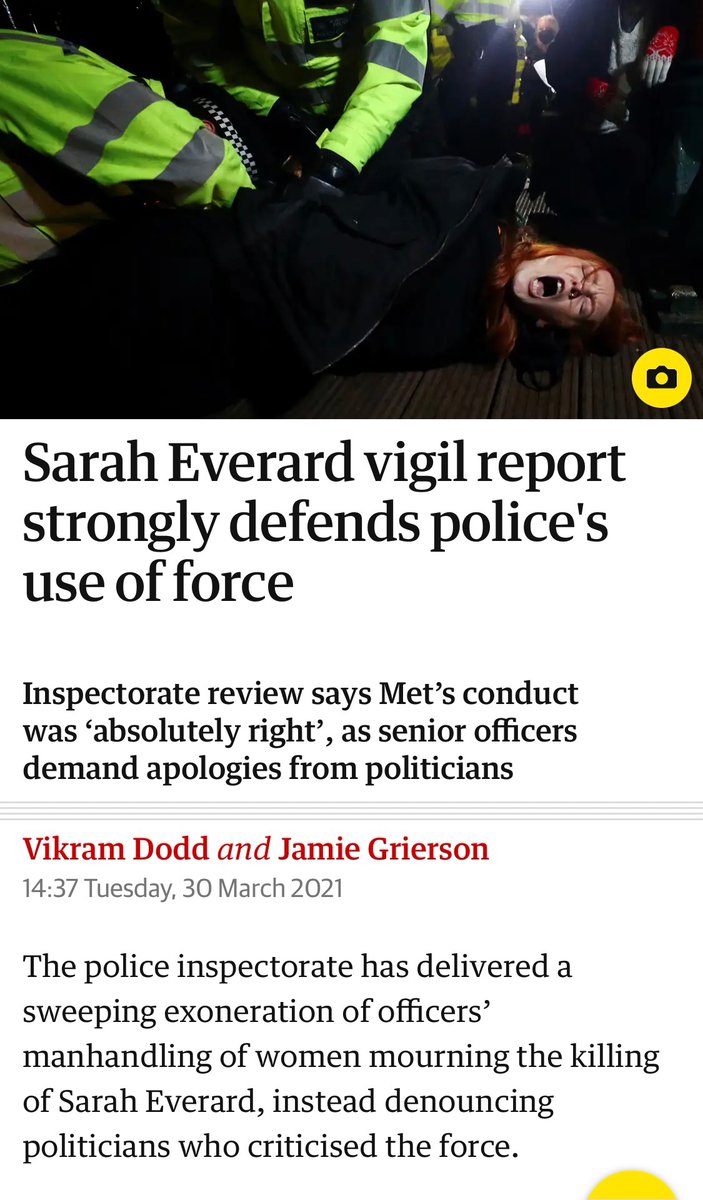 Sarah Everard vigil report
strongly defends police's
use of force
Inspectorate review says Met’s conduct
was ‘absolutely right’, as senior officers
demand apologies from politicians
Vikram Dodd and Jamie Grierson
14:37 Tuesday, 30 March 2021
The police inspectorate has delivered a
sweeping exoneration of officers’
manhandling of women mourning the killing
of Sarah Everard, instead denouncing
politicians who criticised the force.